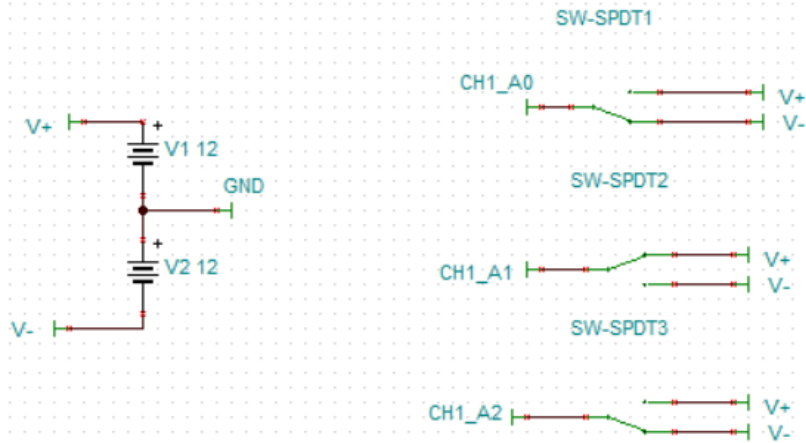 V+
+
V1 12
GND
+
V2 12
V-
SW-SPDT1
CH1_A0
V+
V-
SW-SPDT2
CH1_A1
V+
V-
SW-SPDT3
CH1_A2
V+
V-